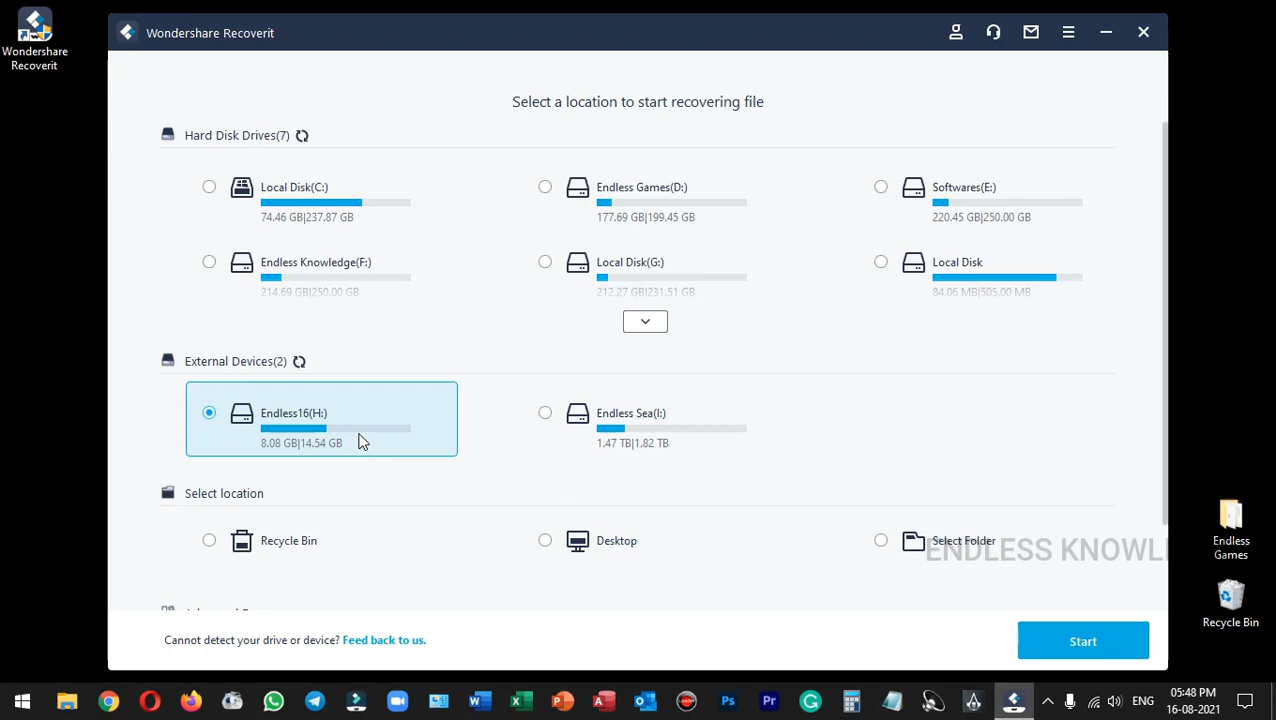 Wondershare Recoverit
Wondershare
Recoverit
Select a location to start recovering file
Hard Disk Drives(7)
Local Disk(C:)
74.46 GB|237.87 GB
Endless Games(D:)
177.69 GB|199.45 GB
Softwares(E:)
220.45 GB|250.00 GB
Endless Knowledge(F:)
214.69 GB|250.00 GB
Local Disk(G:)
212.27 GB|231.51 GB
Local Disk
84.06 MB|505.00 MB
External Devices(2)
Endless16(H:)
8.08 GB|14.54 GB
Endless Sea(I:)
1.47 TB|1.82 TB
Select location
Recycle Bin
Desktop
Select Folder
ENDLESS KNOWL
Endless
Games
Recycle Bin
Cannot detect your drive or device? Feed back to us.
Start
ENG
05:48 PM
16-08-2021